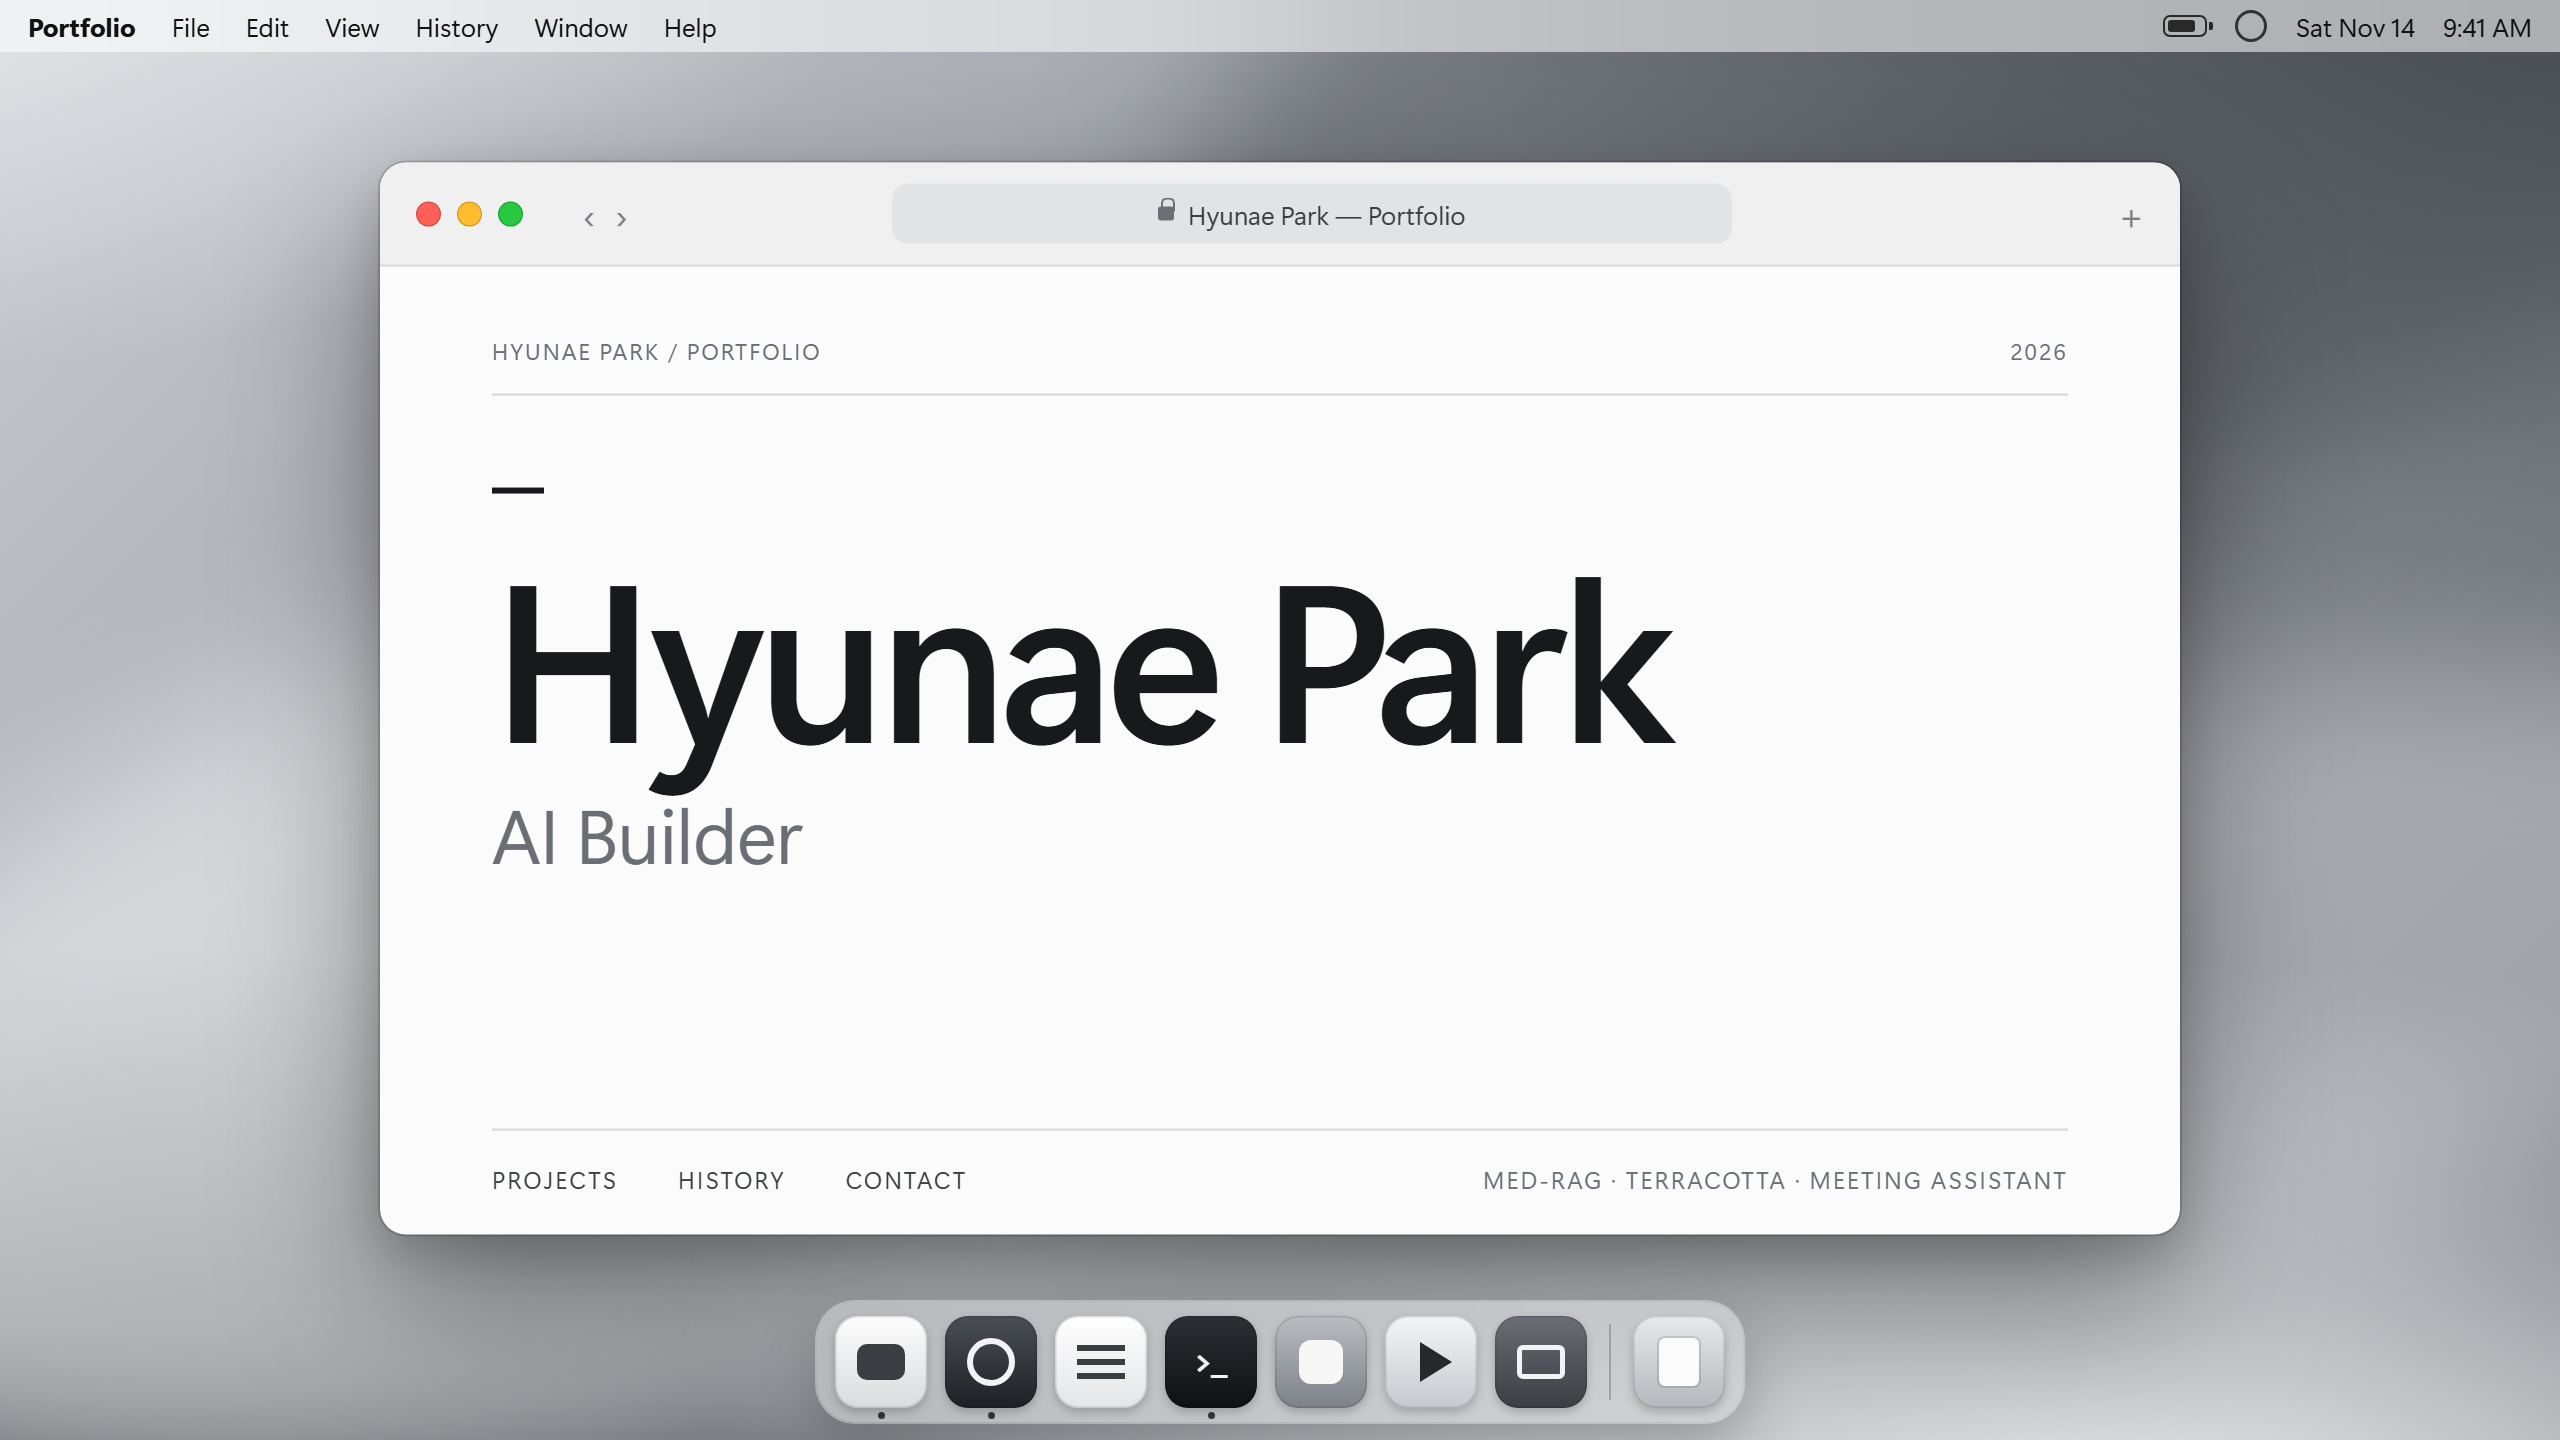 Portfolio File Edit View History Window Help Sat Nov 14 9:41 AM
‹ › Hyunae Park — Portfolio +
HYUNAE PARK / PORTFOLIO 2026
Hyunae Park
AI Builder
PROJECTS HISTORY CONTACT MED-RAG · TERRACOTTA · MEETING ASSISTANT
>_